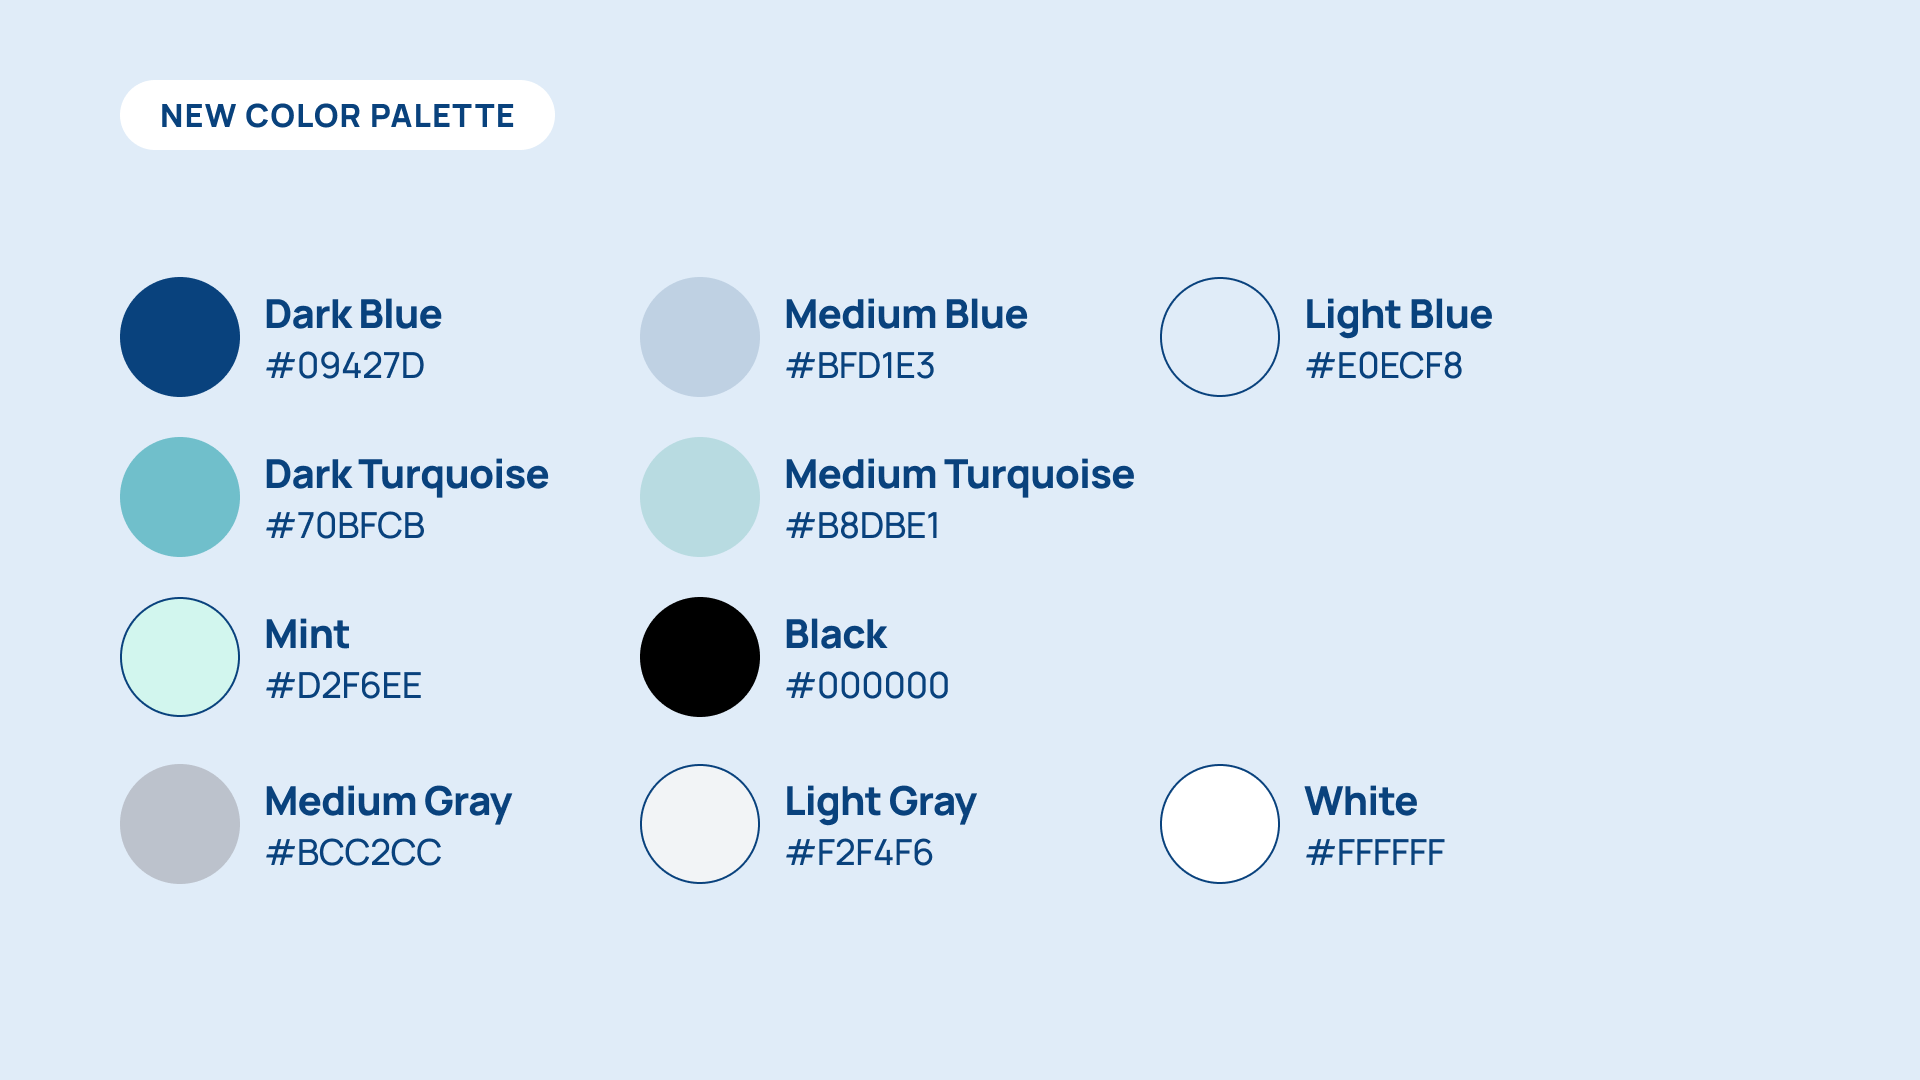 NEW COLOR PALETTE
Dark Blue
#09427D
Medium Blue
#BFD1E3
Light Blue
#E0ECF8
Dark Turquoise
#70BFCB
Medium Turquoise
#B8DBE1
Mint
#D2F6EE
Black
#000000
Medium Gray
#BCC2CC
Light Gray
#F2F4F6
White
#FFFFFF